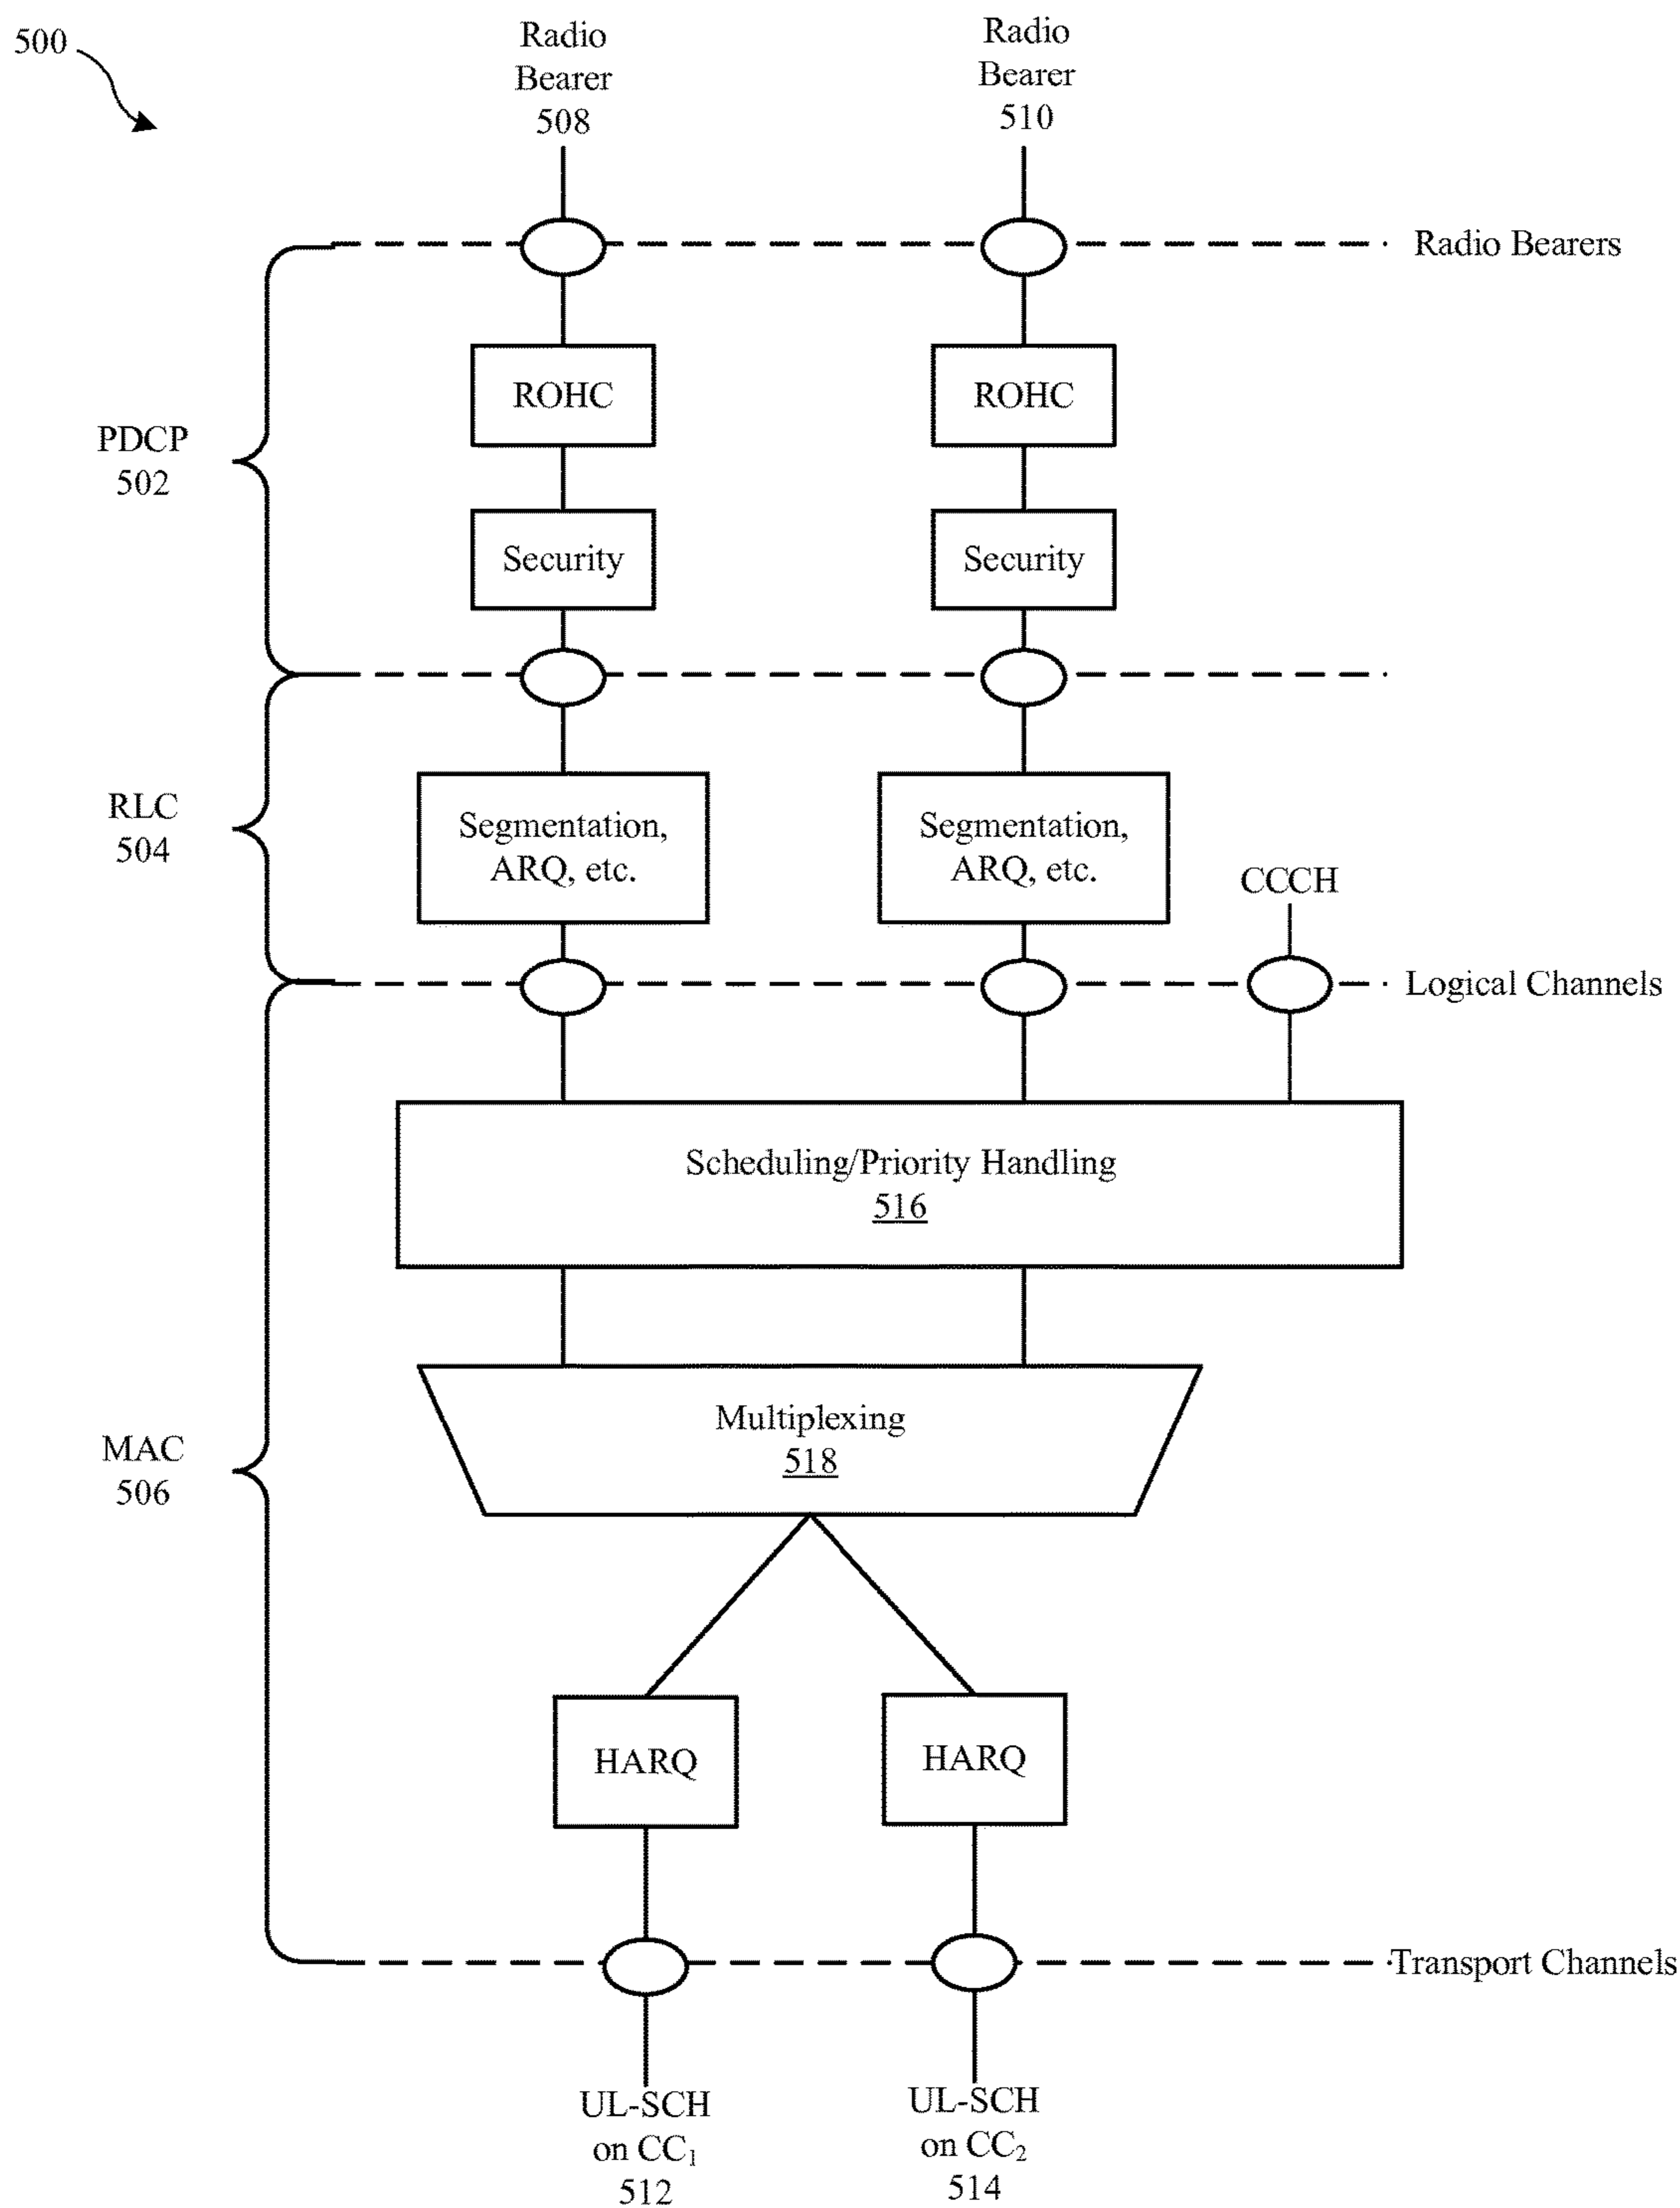 500
Radio
Bearer
508
Radio
Bearer
510
Radio Bearers
ROHC
ROHC
PDCP
502
Security
Security
RLC
504
Segmentation,
ARQ, etc.
Segmentation,
ARQ, etc.
CCCH
Logical Channels
Scheduling/Priority Handling
516
Multiplexing
518
MAC
506
HARQ
HARQ
Transport Channels
UL-SCH
on CC₁
512
UL-SCH
on CC₂
514